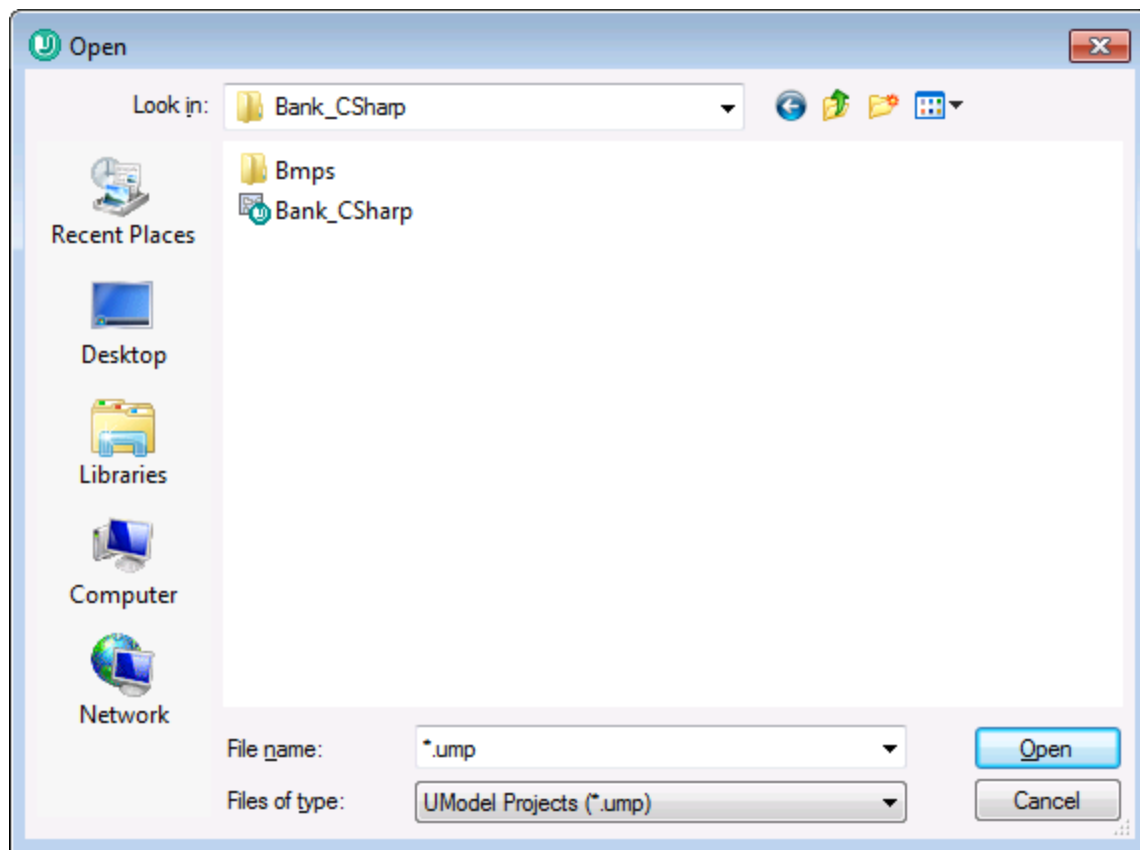 Open
Look in:
Bank_CSharp
Bmps
Bank_CSharp
Recent Places
Desktop
Libraries
Computer
Network
File name:
*.ump
Open
Files of type:
UModel Projects (*.ump)
Cancel